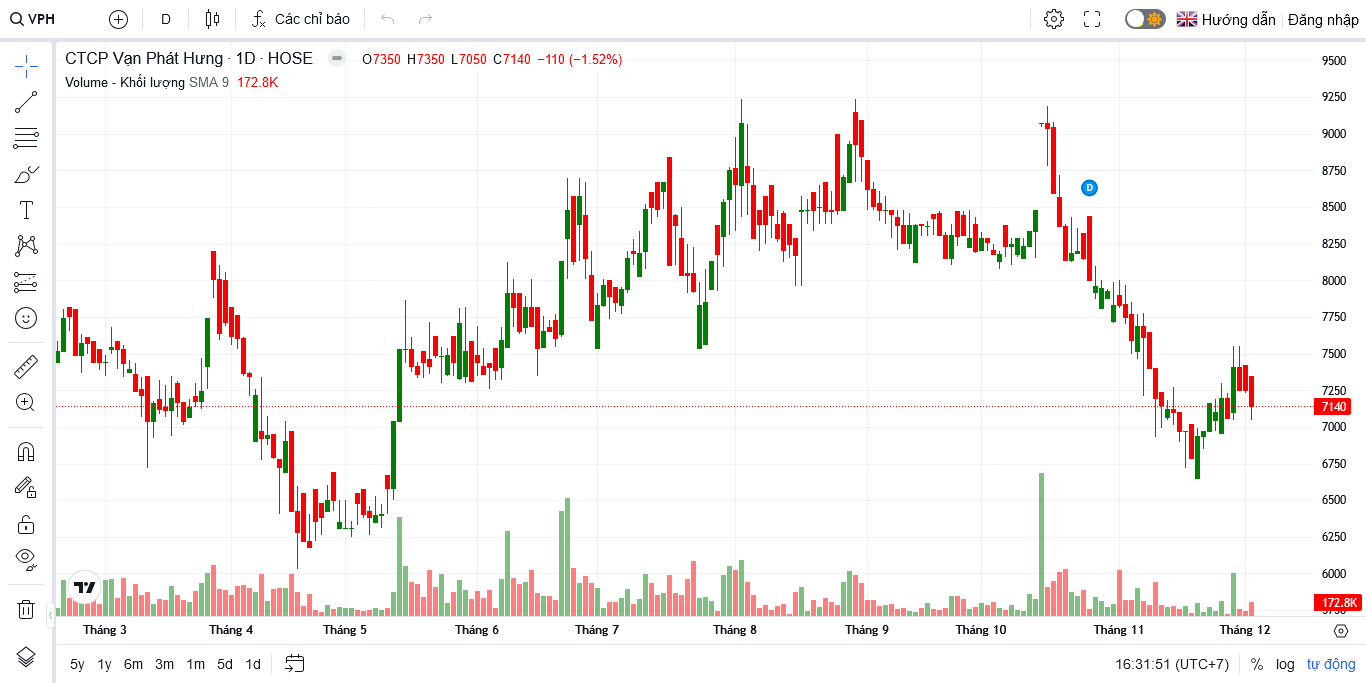 VPH D Các chỉ báo Hướng dẫn Đăng nhập
CTCP Vạn Phát Hưng · 1D · HOSE O7350 H7350 L7050 C7140 −110 (−1.52%)
Volume - Khối lượng SMA 9 172.8K
9500
9250
9000
8750
D
8500
8250
8000
7750
7500
7250
7140
7000
6750
6500
6250
6000
172.8K
Tháng 3 Tháng 4 Tháng 5 Tháng 6 Tháng 7 Tháng 8 Tháng 9 Tháng 10 Tháng 11 Tháng 12
5y 1y 6m 3m 1m 5d 1d 16:31:51 (UTC+7) % log tự động